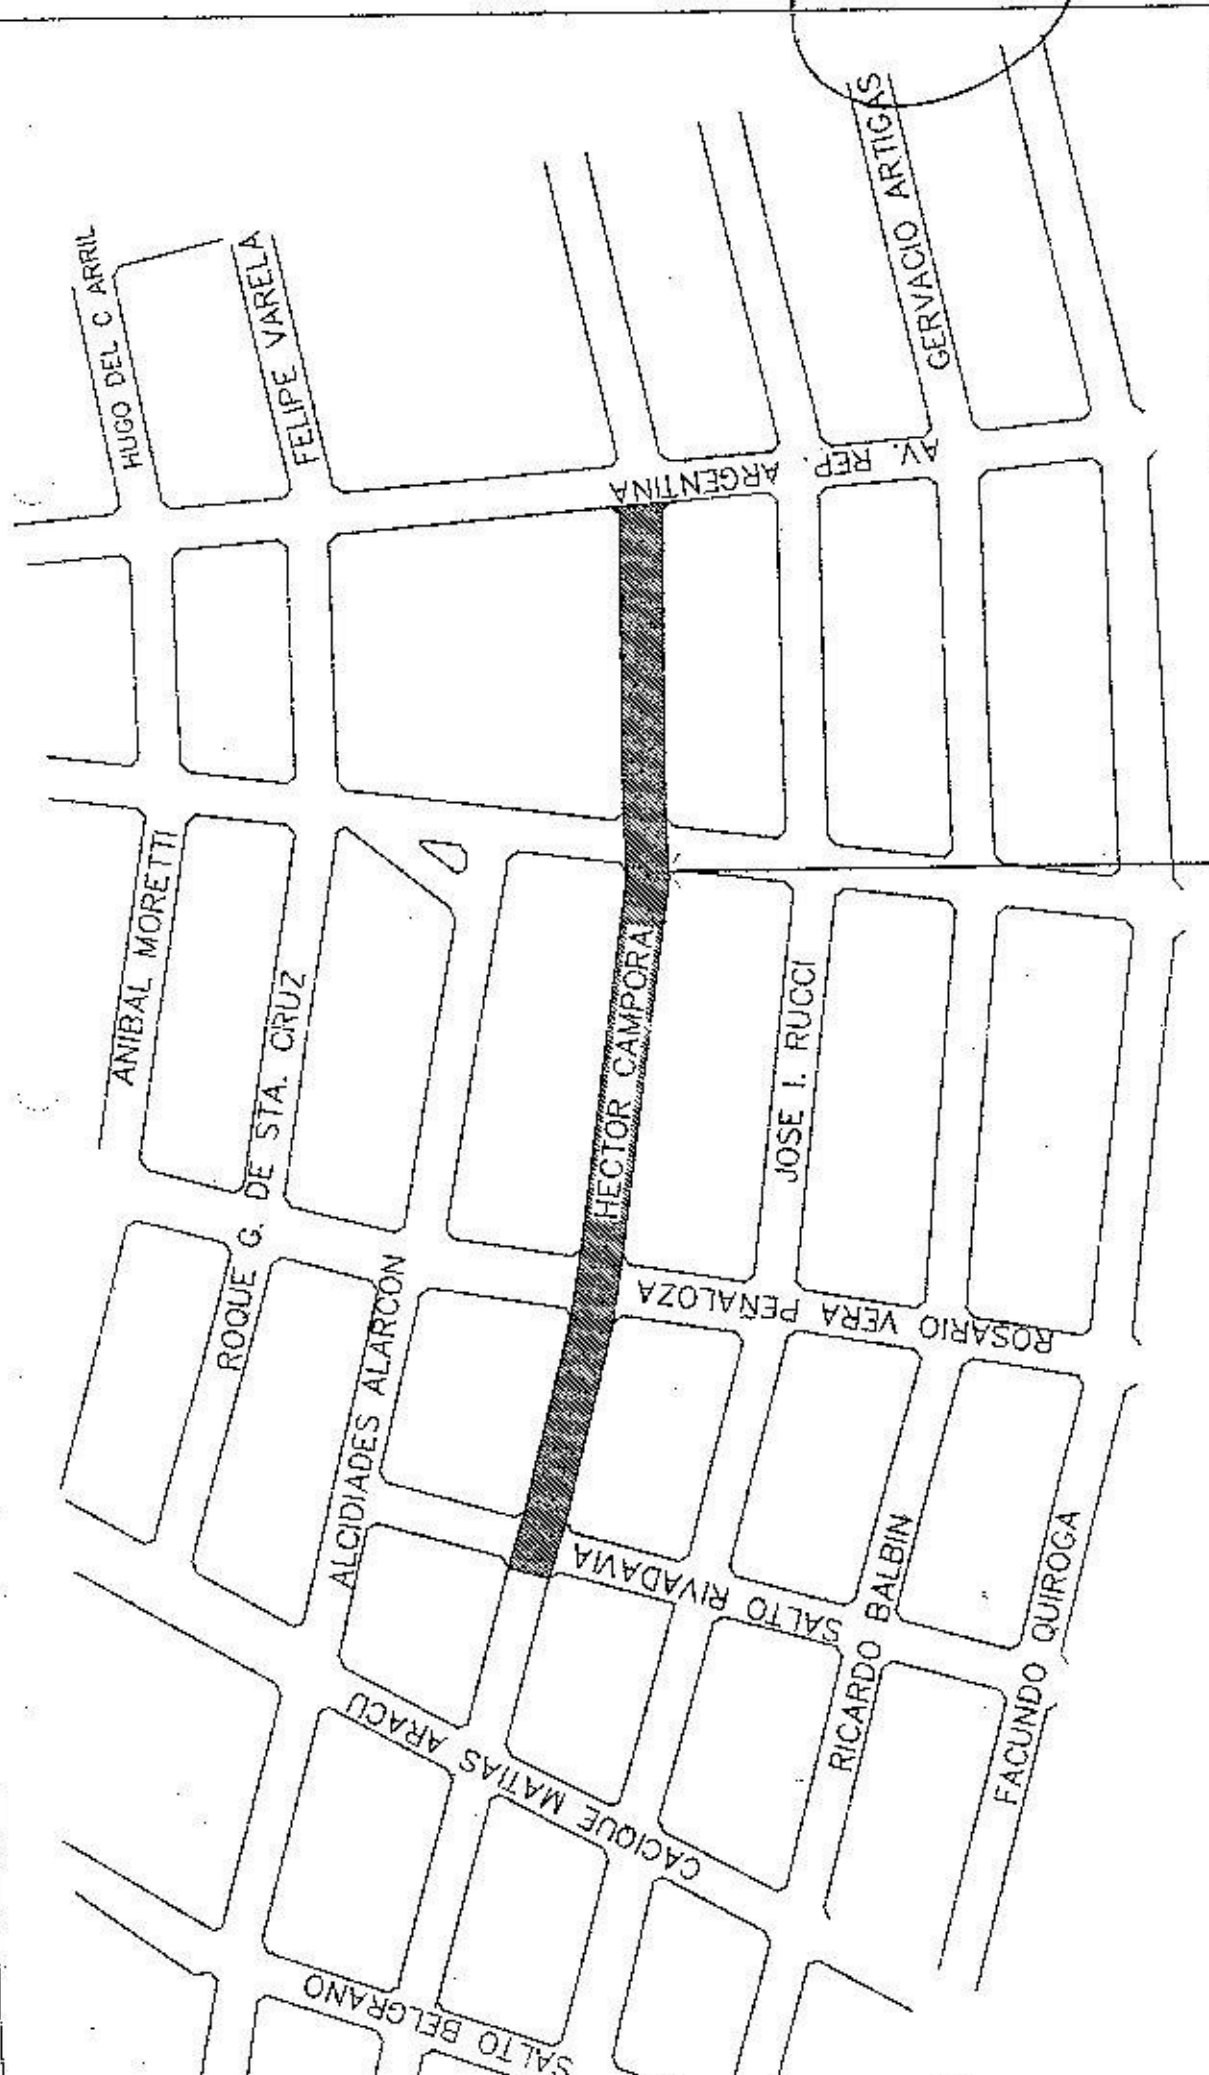 GERVACIO ARTIGAS
HUGO DEL C ARRIL
FELIPE VARELA
AV. REP. ARGENTINA
ANIBAL MORETTI
ROQUE G. DE STA. CRUZ
HECTOR CAMPORA
JOSE I. RUCCI
ALCIDIADES ALARCON
ROSARIO VERA PEÑALOZA
SALTO RIVADAVIA
RICARDO BALBIN
FACUNDO QUIROGA
CACIQUE MATIAS ARACU
SALTO BELGRANO